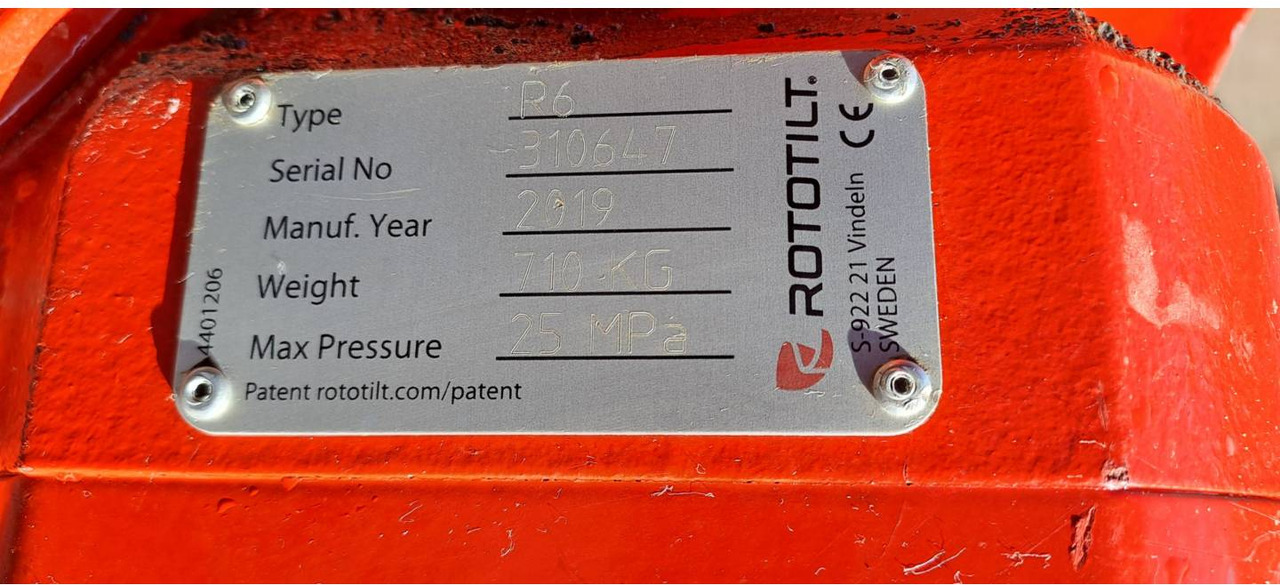 Type R6
Serial No 310647
Manuf. Year 2019
Weight 710 KG
Max Pressure 25 MPa
Patent rototilt.com/patent
4401206
ROTOTILT®
S-922 21 Vindeln CE
SWEDEN